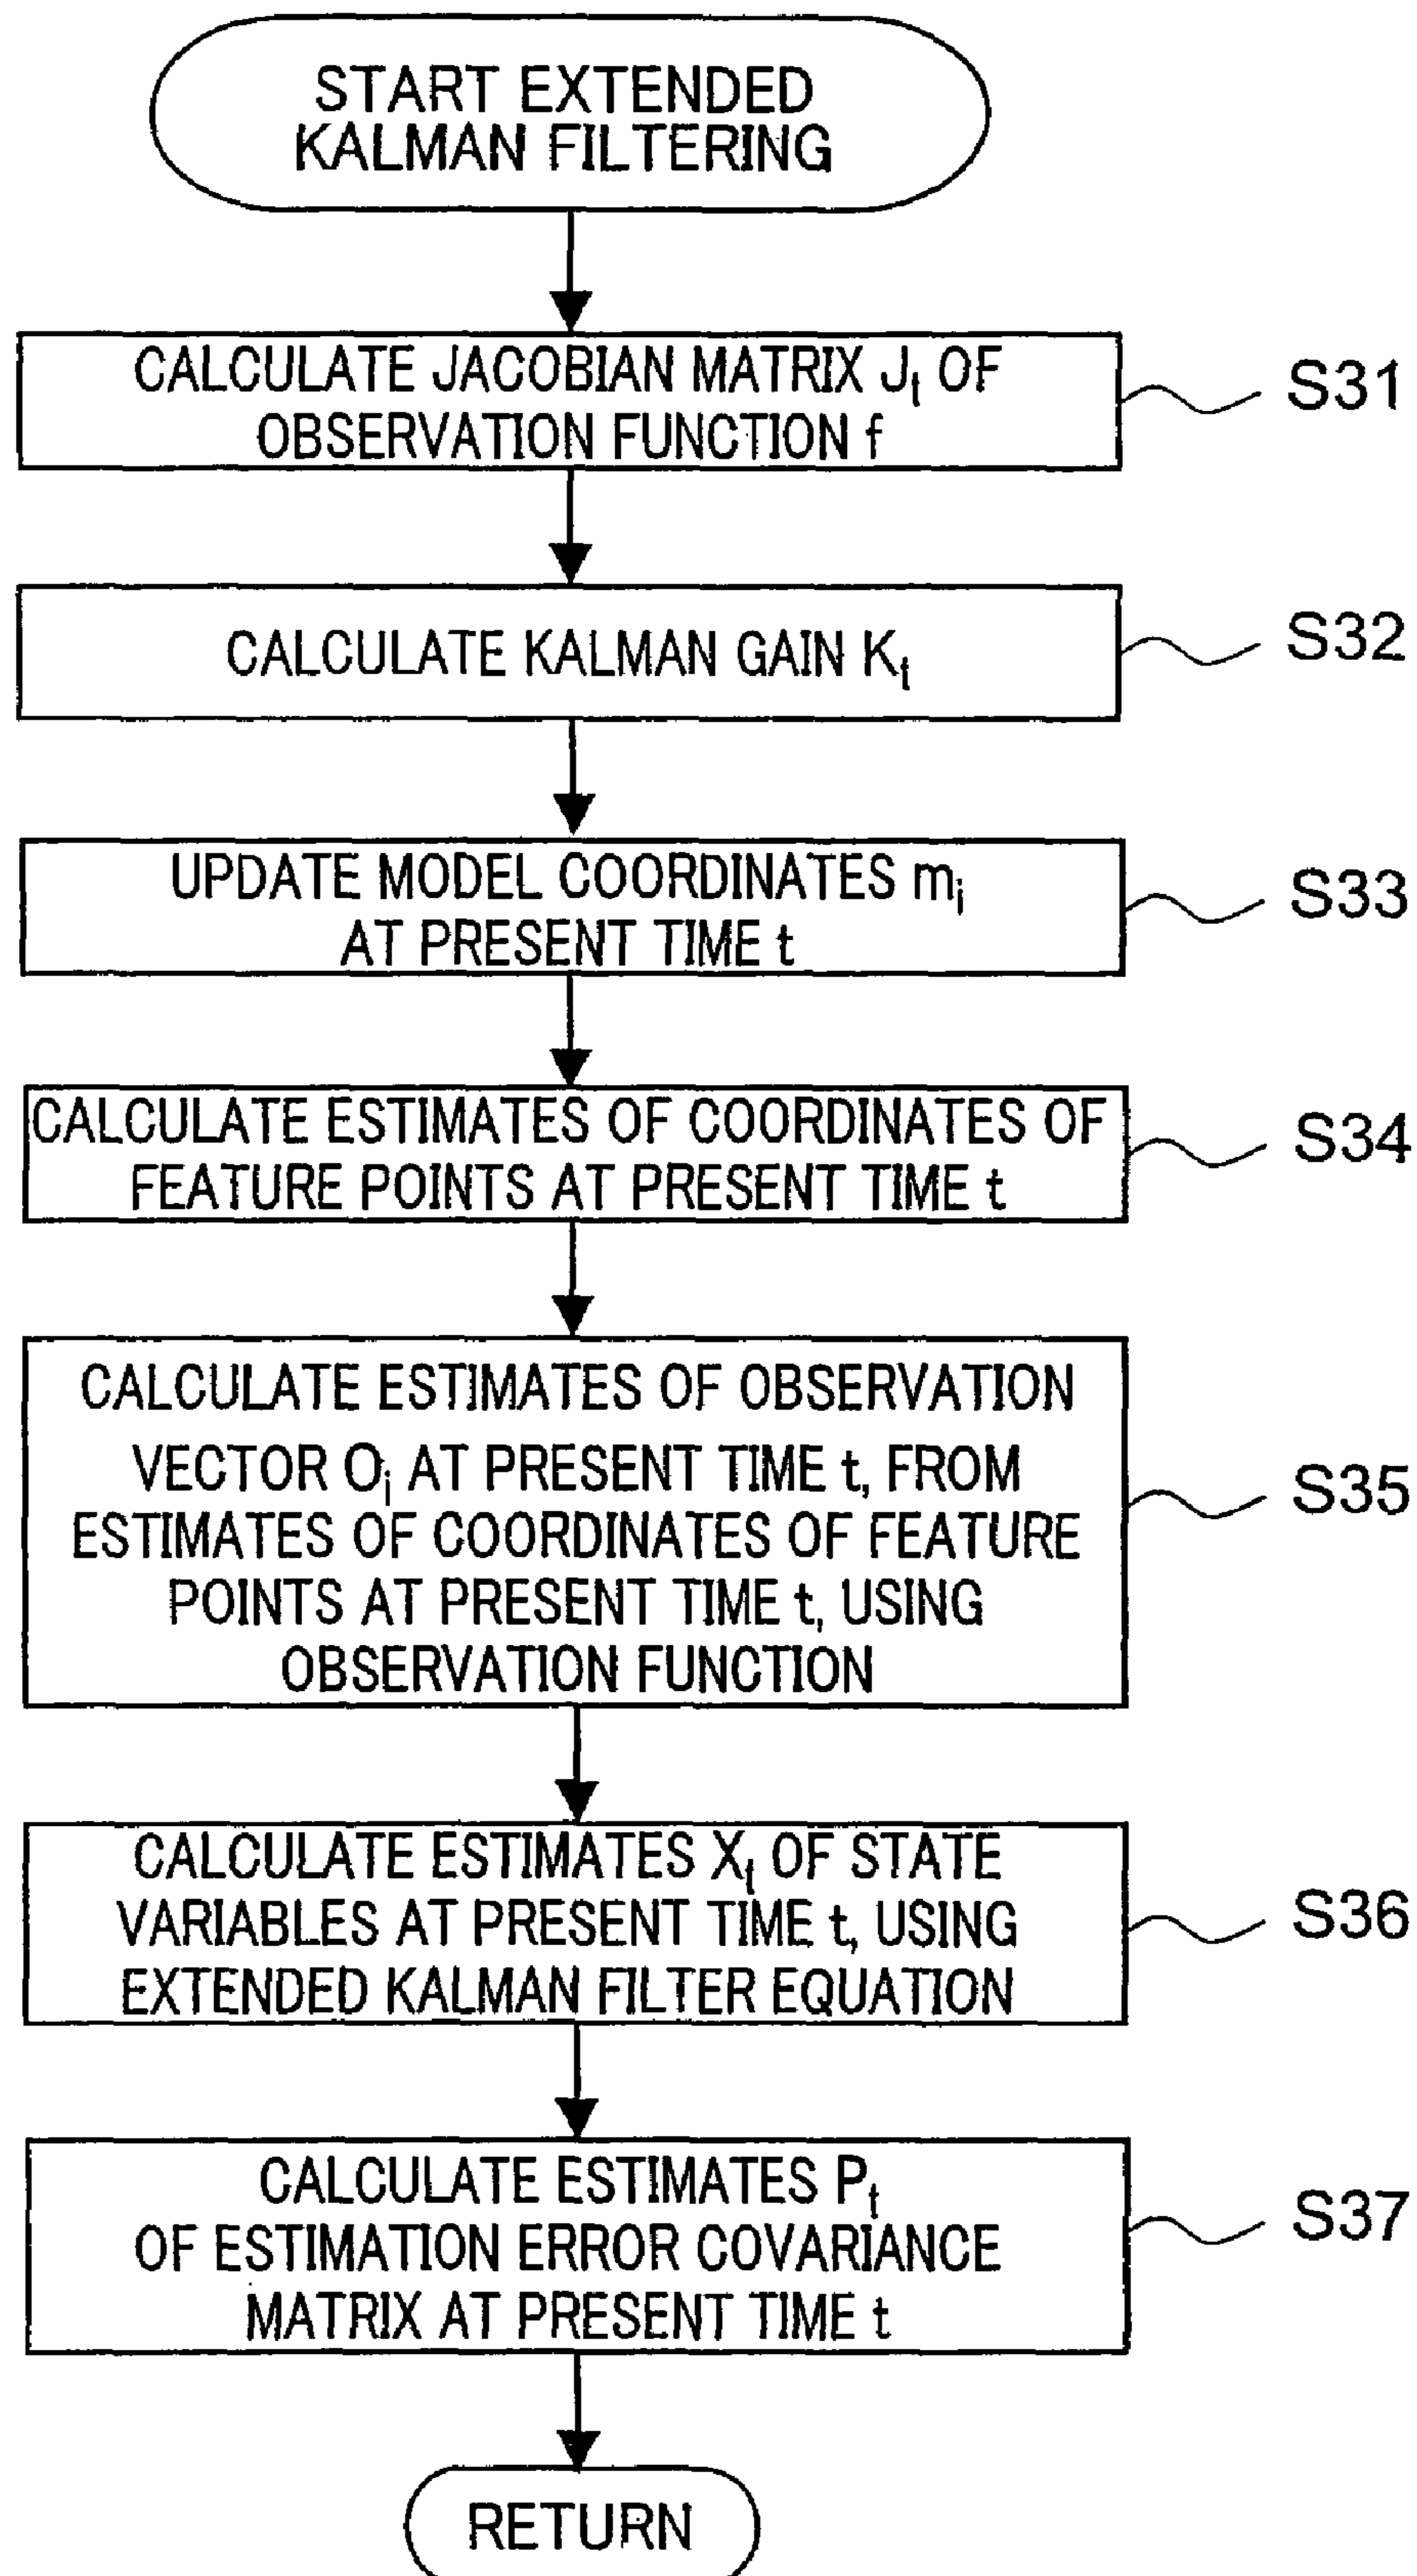 START EXTENDED
KALMAN FILTERING
CALCULATE JACOBIAN MATRIX Jt OF
OBSERVATION FUNCTION f
S31
CALCULATE KALMAN GAIN Kt
S32
UPDATE MODEL COORDINATES mi
AT PRESENT TIME t
S33
CALCULATE ESTIMATES OF COORDINATES OF
FEATURE POINTS AT PRESENT TIME t
S34
CALCULATE ESTIMATES OF OBSERVATION
VECTOR Oi AT PRESENT TIME t, FROM
ESTIMATES OF COORDINATES OF FEATURE
POINTS AT PRESENT TIME t, USING
OBSERVATION FUNCTION
S35
CALCULATE ESTIMATES Xt OF STATE
VARIABLES AT PRESENT TIME t, USING
EXTENDED KALMAN FILTER EQUATION
S36
CALCULATE ESTIMATES Pt
OF ESTIMATION ERROR COVARIANCE
MATRIX AT PRESENT TIME t
S37
RETURN